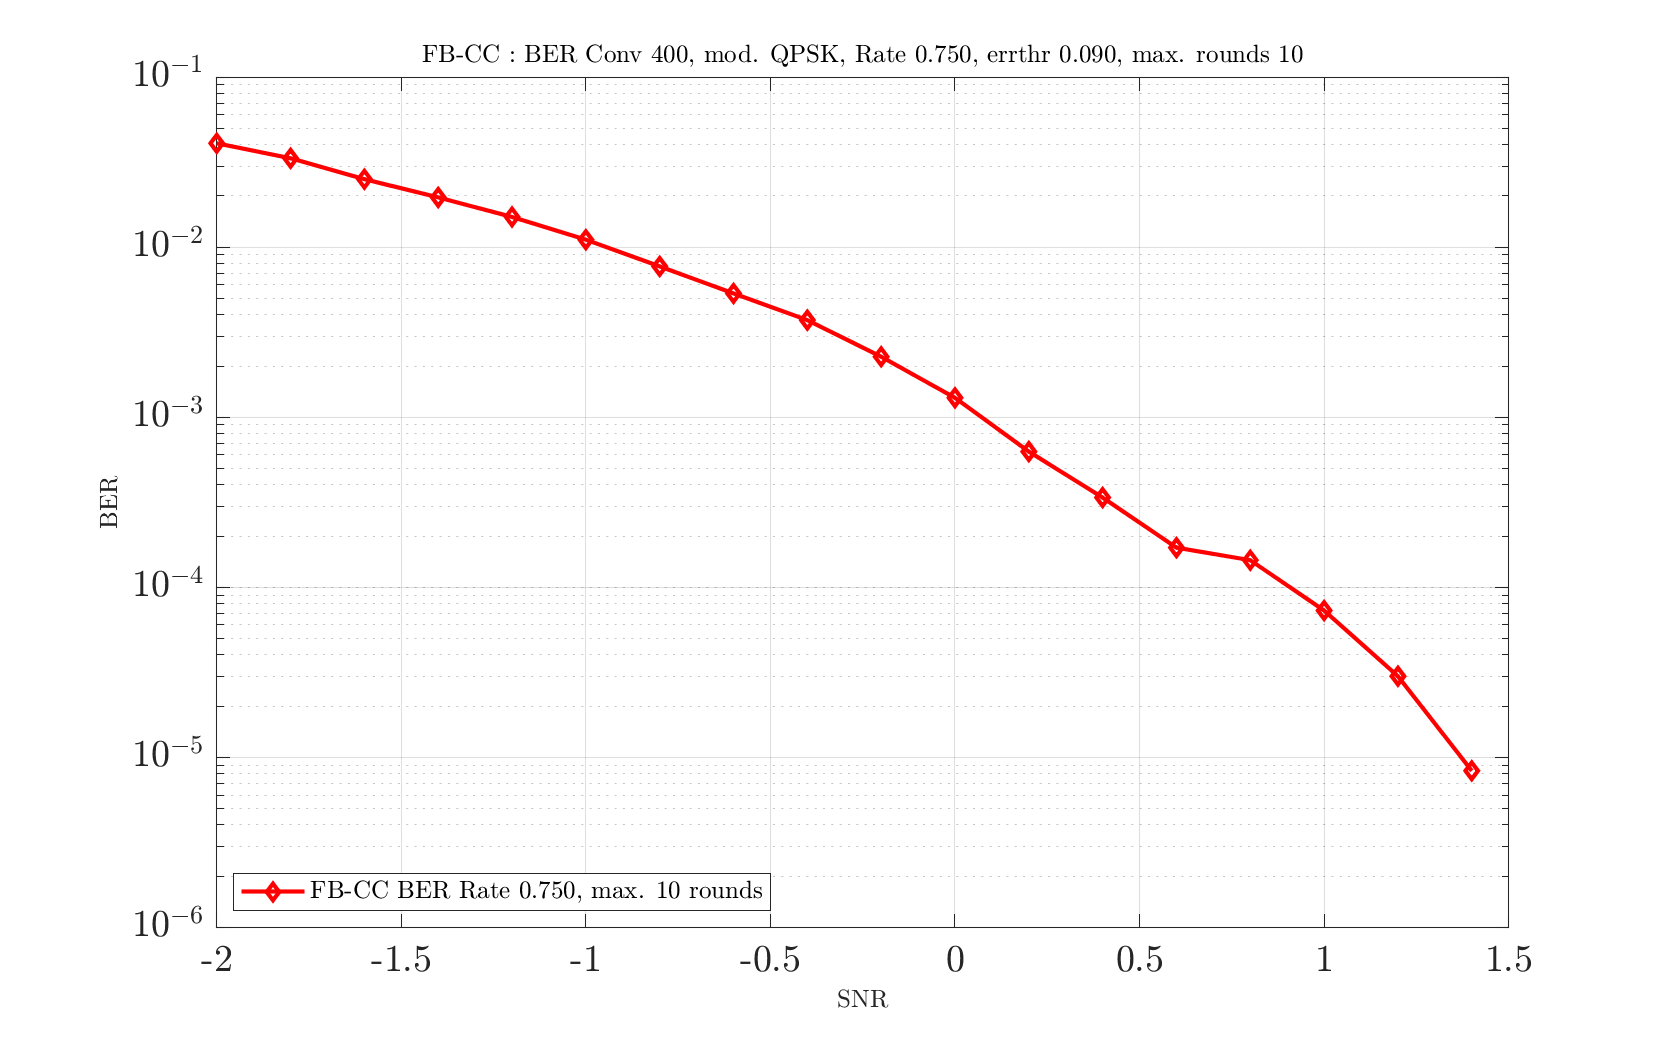 FB-CC : BER Conv 400, mod. QPSK, Rate 0.750, errthr 0.090, max. rounds 10
10^{-1}
10^{-2}
10^{-3}
10^{-4}
10^{-5}
10^{-6}
BER
FB-CC BER Rate 0.750, max. 10 rounds
-2 -1.5 -1 -0.5 0 0.5 1 1.5
SNR